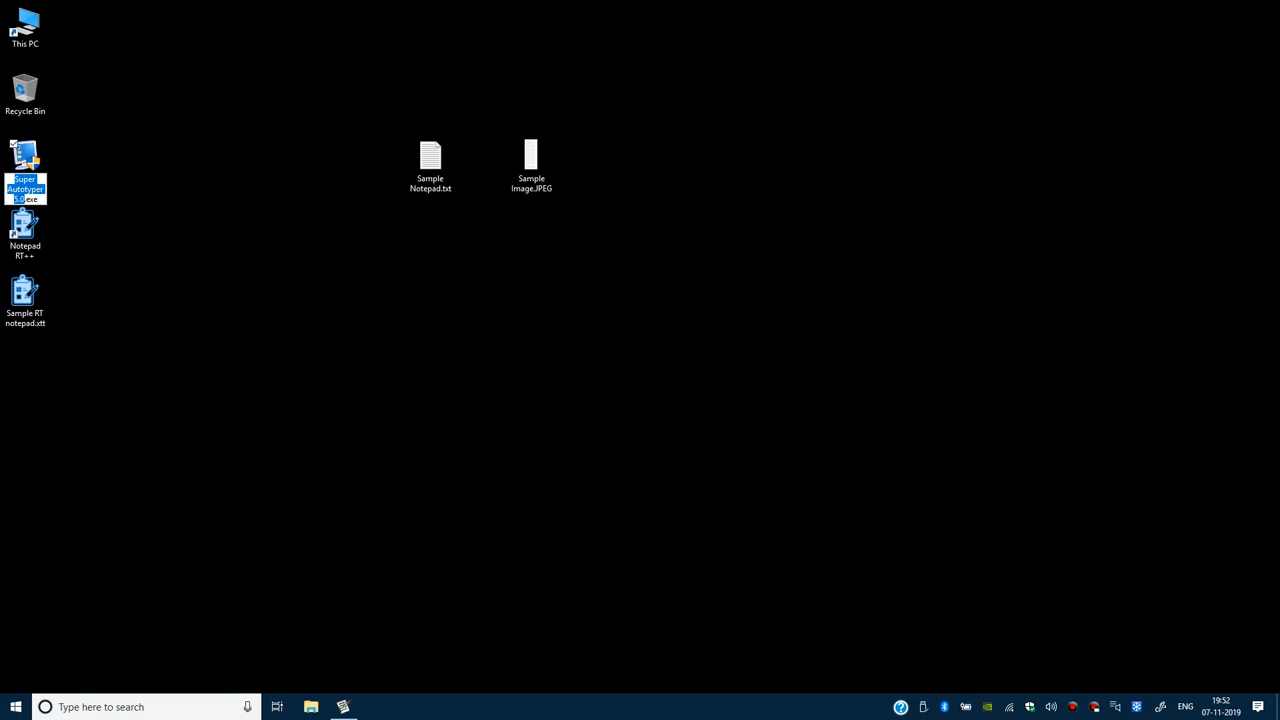 This PC
Recycle Bin
Super
Autotyper
5.0.exe
Notepad
RT++
Sample RT
notepad.xtt
Sample
Notepad.txt
Sample
Image.JPEG
Type here to search
ENG
19:52
07-11-2019